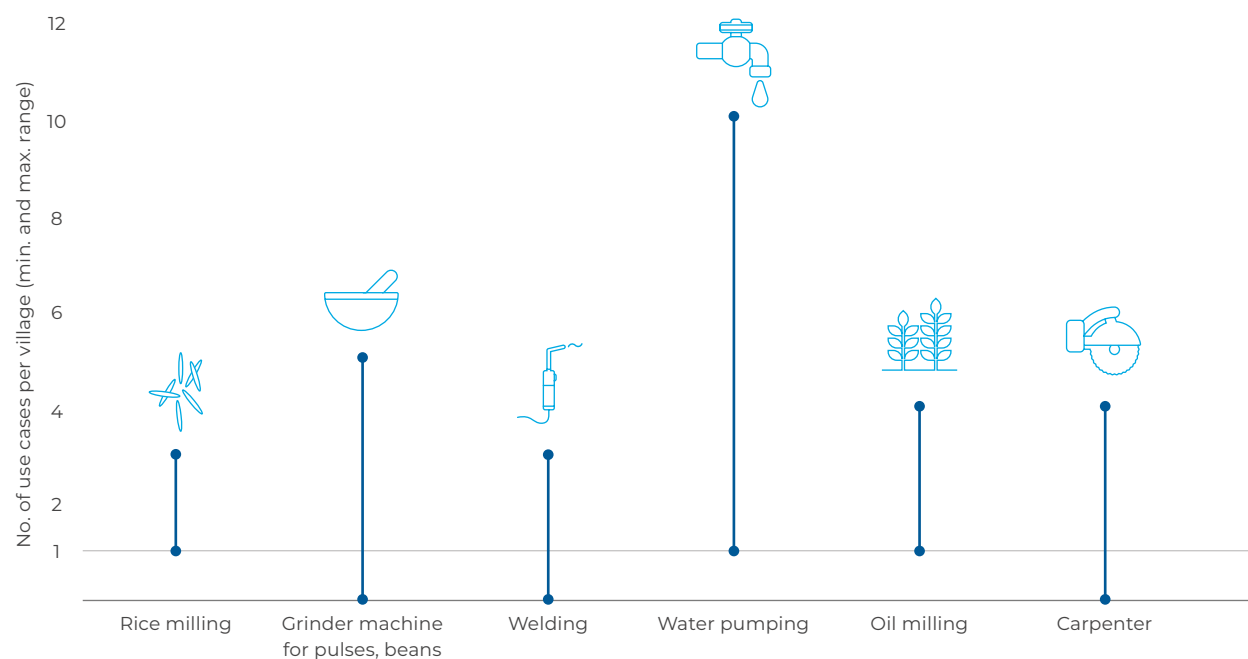 No. of use cases per village (min. and max. range)
12
10
8
6
4
2
1
Rice milling
Grinder machine
for pulses, beans
Welding
Water pumping
Oil milling
Carpenter